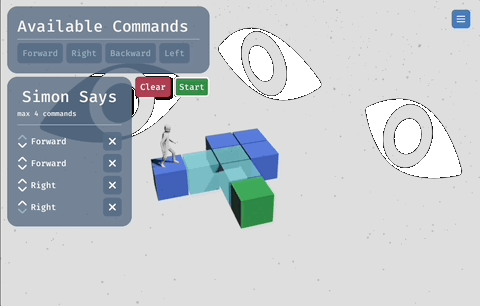 Available Commands
Forward Right Backward Left
Clear Start
Simon Says
max 4 commands
Forward
Forward
Right
Right